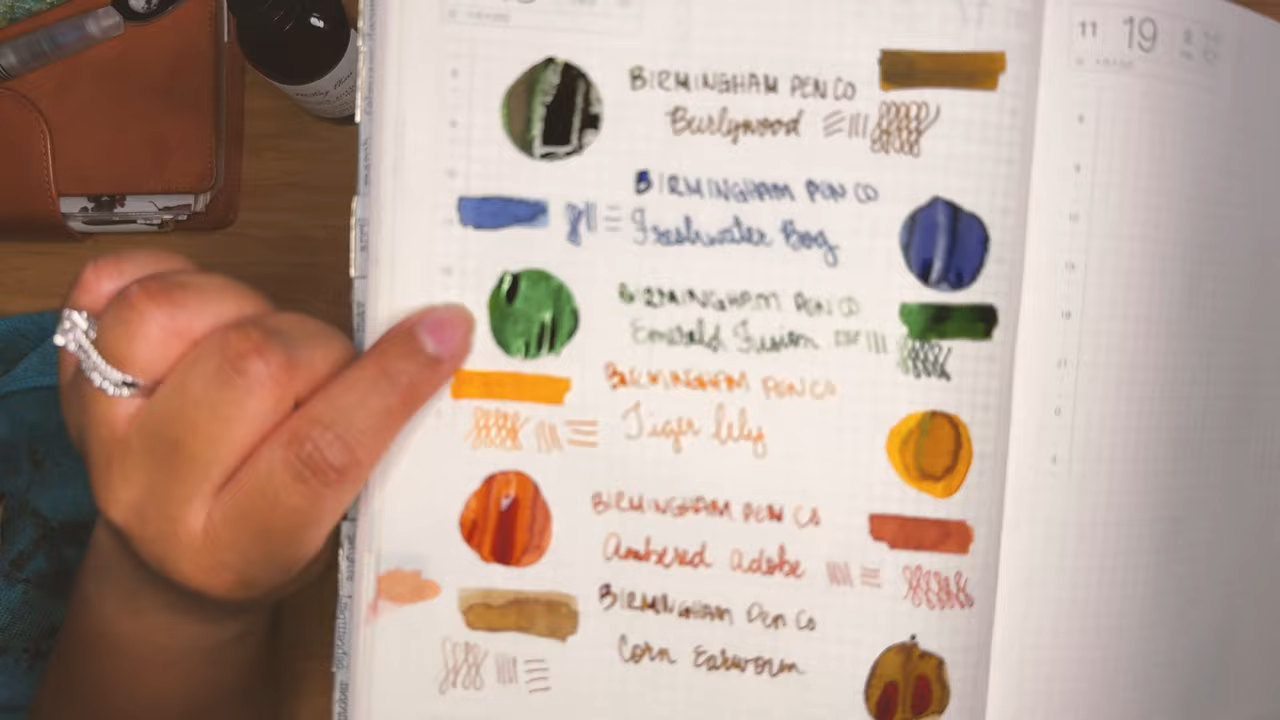 11 19
BIRMINGHAM PEN CO
Burlywood
BIRMINGHAM PEN CO
Freshwater Bog
BIRMINGHAM PEN CO
Emerald Fusion
BIRMINGHAM PEN CO
Tiger lily
BIRMINGHAM PEN CO
Ambered adobe
BIRMINGHAM PEN CO
Corn Earworm